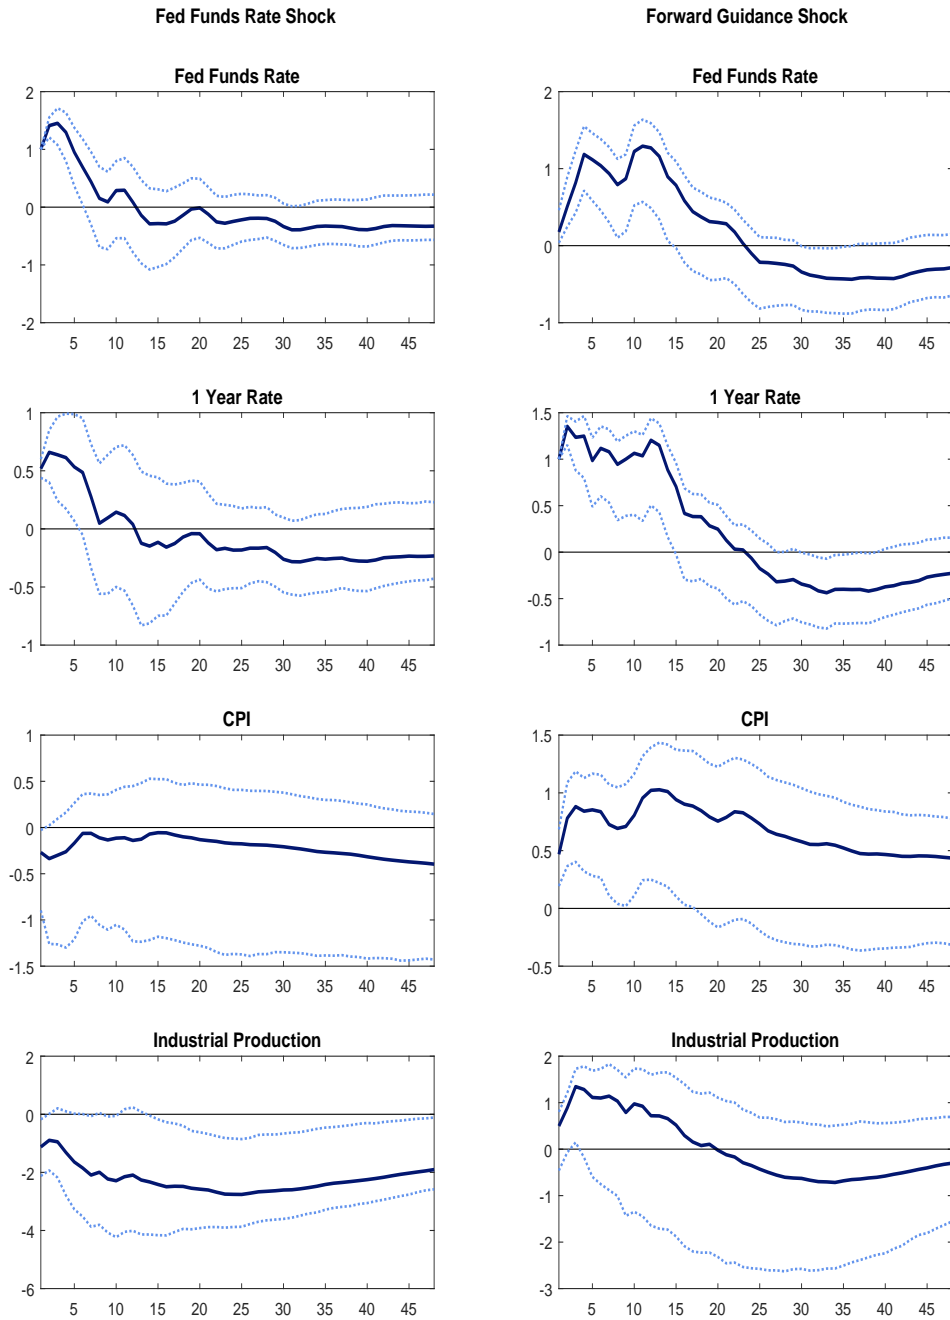 Fed Funds Rate Shock
Forward Guidance Shock
Fed Funds Rate
Fed Funds Rate
2
1
0
-1
-2
5 10 15 20 25 30 35 40 45
2
1
0
-1
5 10 15 20 25 30 35 40 45
1 Year Rate
1 Year Rate
1
0.5
0
-0.5
-1
5 10 15 20 25 30 35 40 45
1.5
1
0.5
0
-0.5
-1
5 10 15 20 25 30 35 40 45
CPI
CPI
1
0.5
0
-0.5
-1
-1.5
5 10 15 20 25 30 35 40 45
1.5
1
0.5
0
-0.5
5 10 15 20 25 30 35 40 45
Industrial Production
Industrial Production
2
0
-2
-4
-6
5 10 15 20 25 30 35 40 45
2
1
0
-1
-2
-3
5 10 15 20 25 30 35 40 45